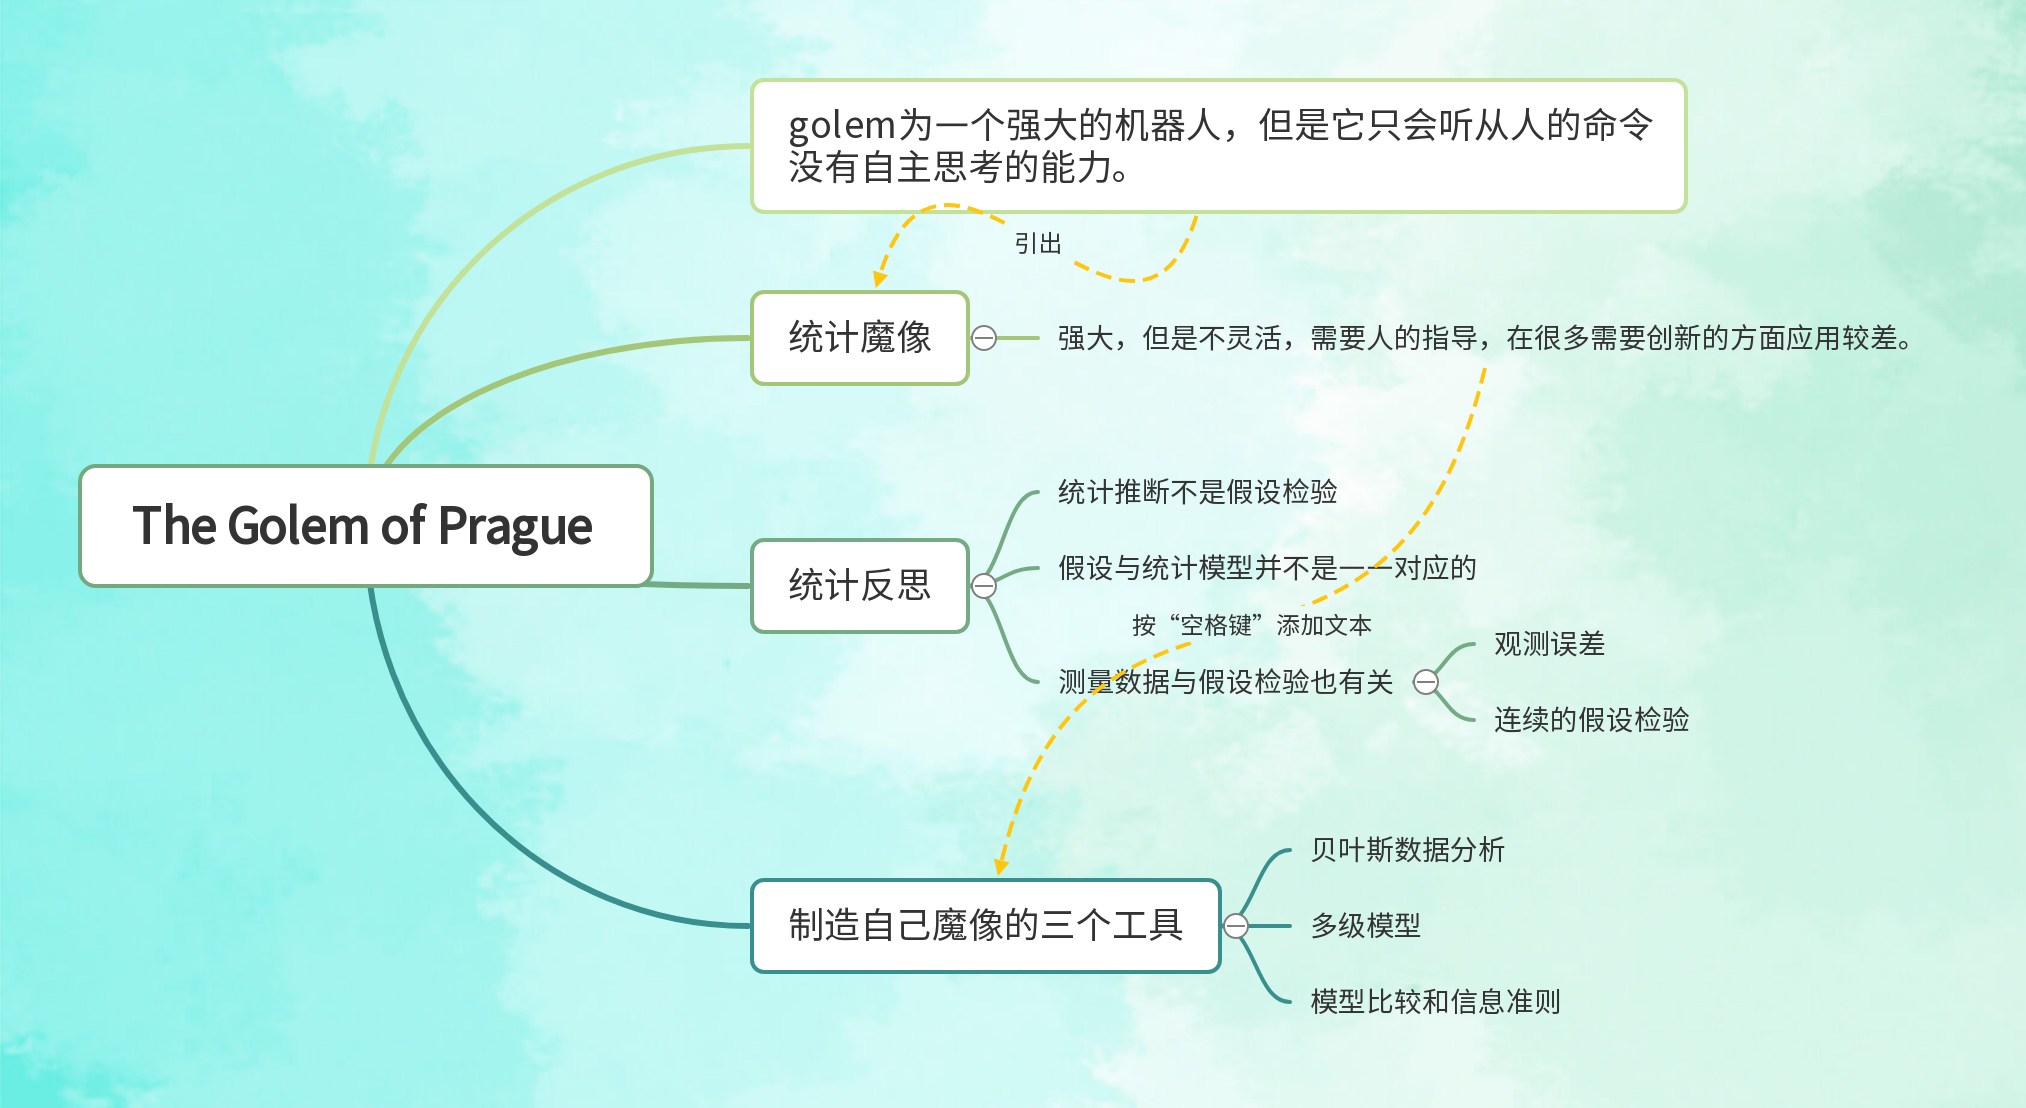 golem为一个强大的机器人，但是它只会听从人的命令
没有自主思考的能力。
引出
统计魔像
强大，但是不灵活，需要人的指导，在很多需要创新的方面应用较差。
The Golem of Prague
统计反思
统计推断不是假设检验
假设与统计模型并不是一一对应的
按“空格键”添加文本
测量数据与假设检验也有关
观测误差
连续的假设检验
制造自己魔像的三个工具
贝叶斯数据分析
多级模型
模型比较和信息准则